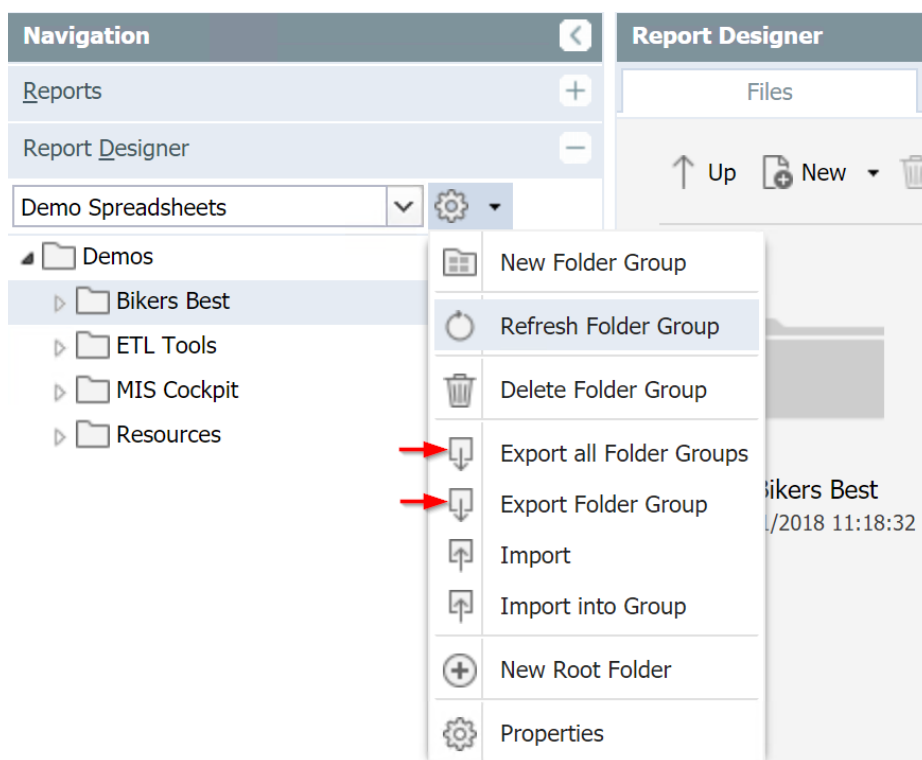 Navigation
Report Designer
Reports
Files
Report Designer
Up
New
Demo Spreadsheets
Demos
New Folder Group
Bikers Best
Refresh Folder Group
ETL Tools
MIS Cockpit
Delete Folder Group
Resources
Export all Folder Groups
Export Folder Group
ikers Best
/2018 11:18:32
Import
Import into Group
New Root Folder
Properties